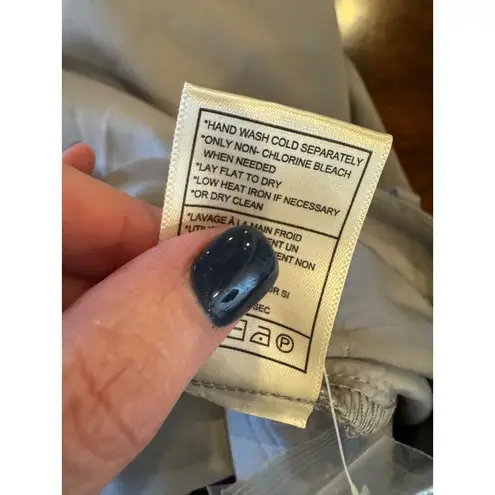 *HAND WASH COLD SEPARATELY
*ONLY NON- CHLORINE BLEACH
WHEN NEEDED
*LAY FLAT TO DRY
*LOW HEAT IRON IF NECESSARY
*OR DRY CLEAN
*LAVAGE À LA MAIN FROID
UN
NON
SI
SEC
P